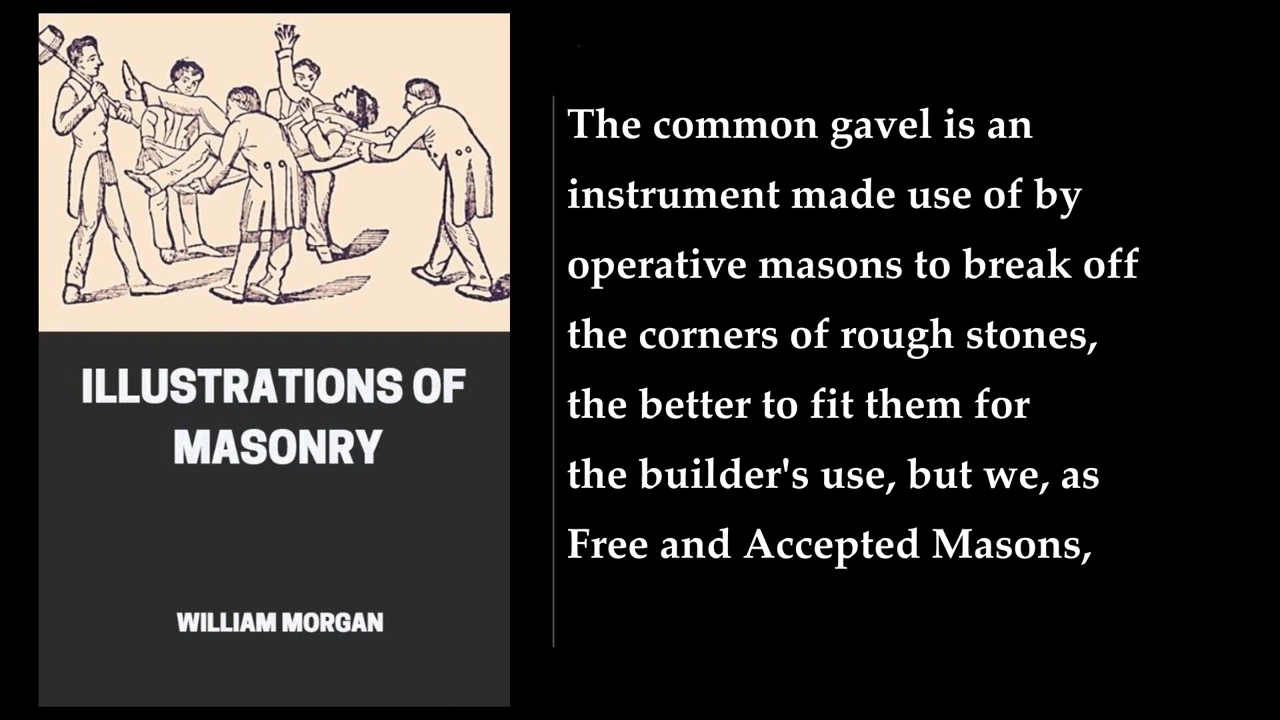 ILLUSTRATIONS OF
MASONRY
WILLIAM MORGAN
The common gavel is an
instrument made use of by
operative masons to break off
the corners of rough stones,
the better to fit them for
the builder's use, but we, as
Free and Accepted Masons,